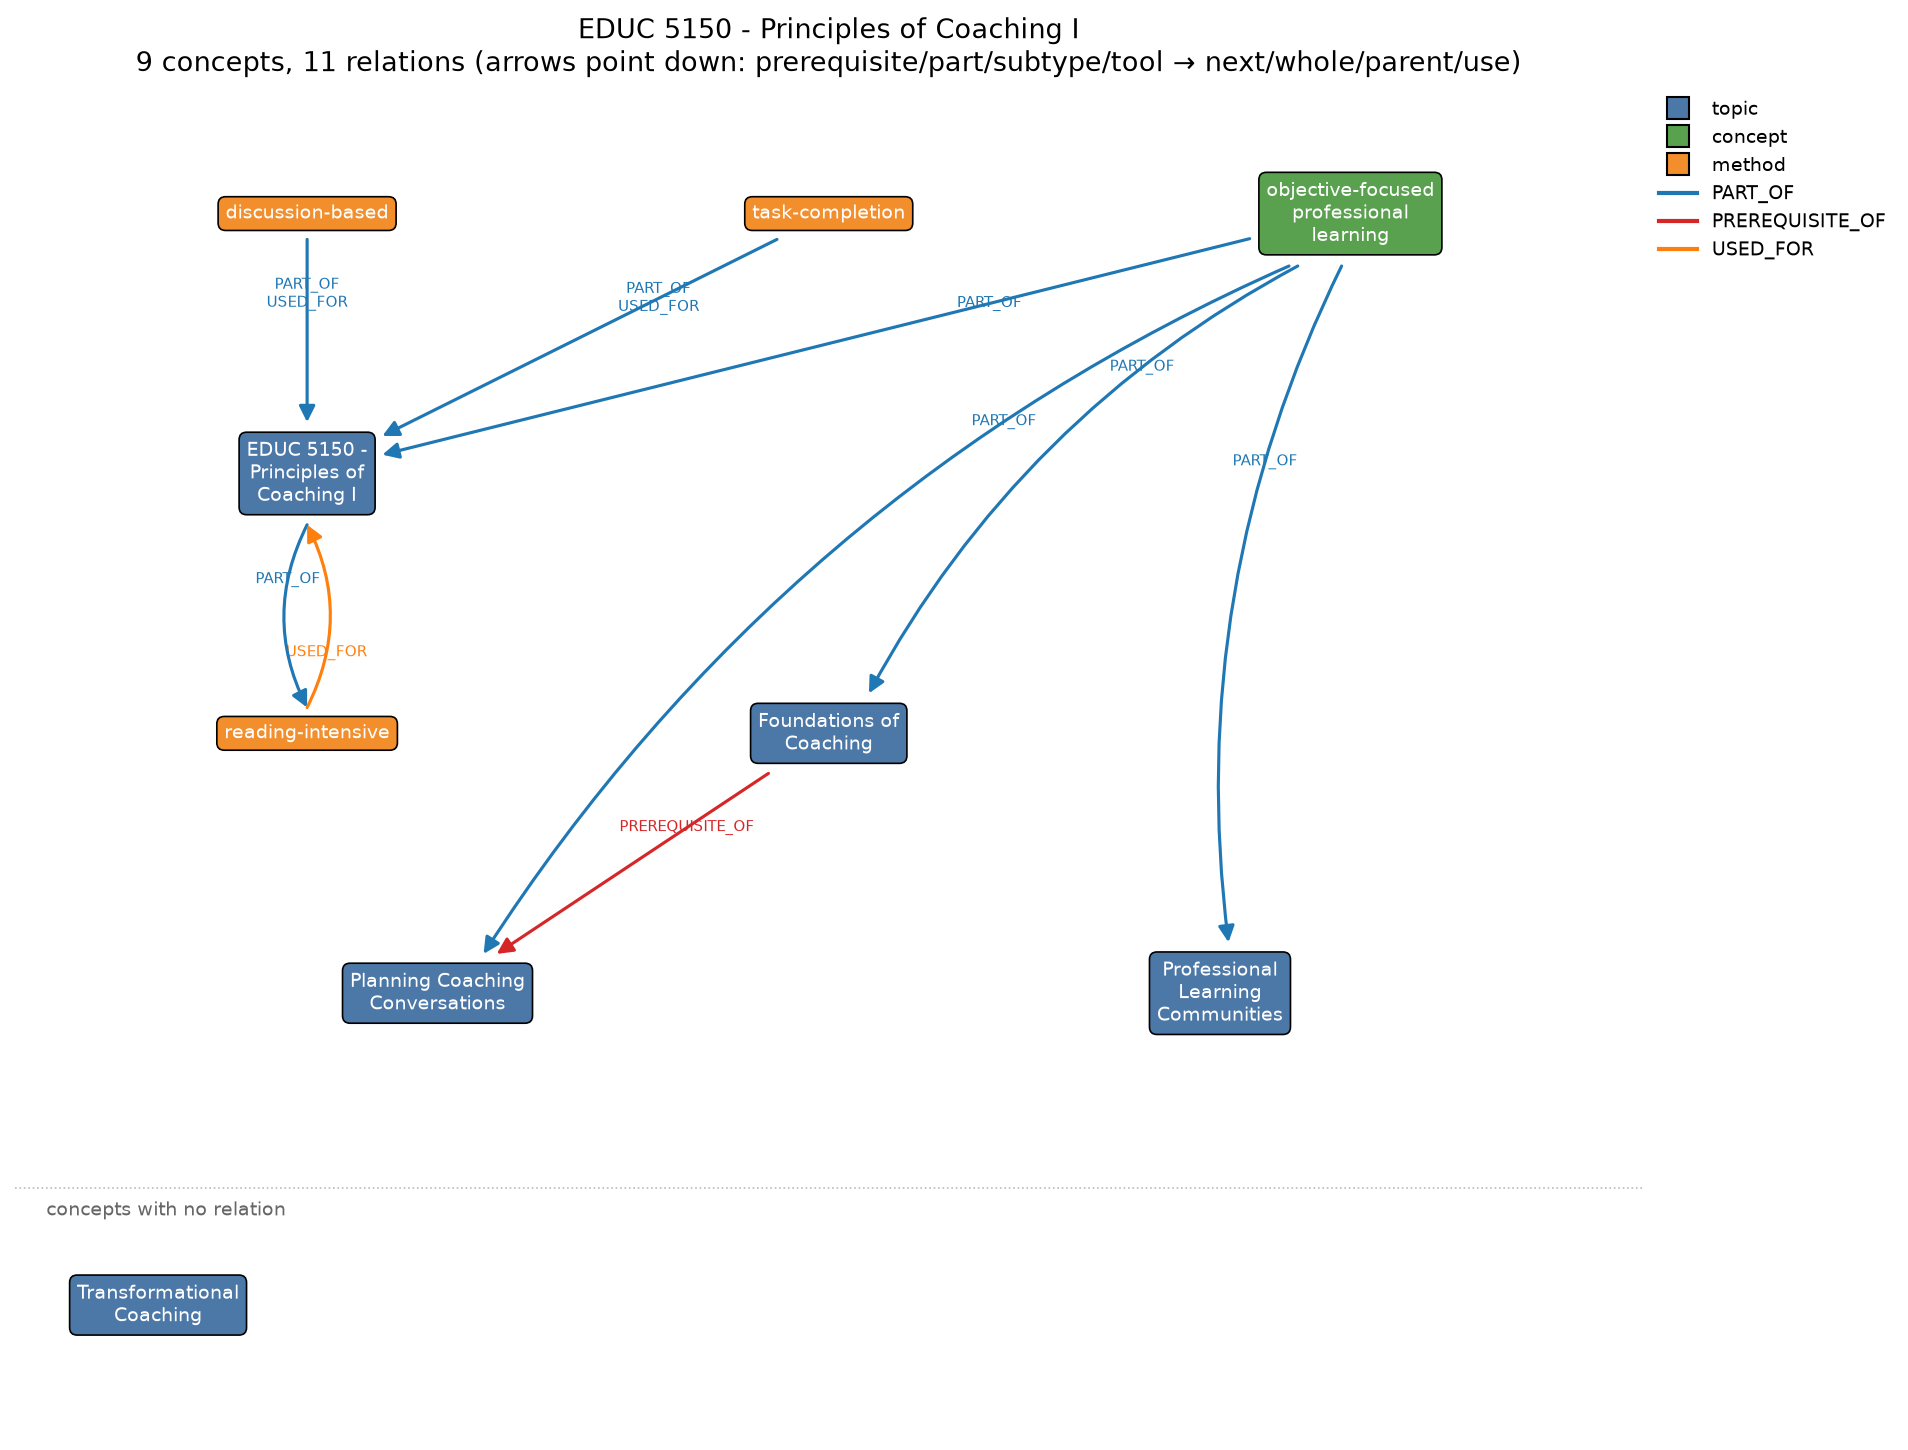 EDUC 5150 - Principles of Coaching I
9 concepts, 11 relations (arrows point down: prerequisite/part/subtype/tool → next/whole/parent/use)
topic
concept
method
PART_OF
PREREQUISITE_OF
USED_FOR
discussion-based
task-completion
objective-focused
professional
learning
PART_OF
USED_FOR
PART_OF
USED_FOR
PART_OF
PART_OF
PART_OF
PART_OF
EDUC 5150 -
Principles of
Coaching I
PART_OF
USED_FOR
reading-intensive
Foundations of
Coaching
PREREQUISITE_OF
Planning Coaching
Conversations
Professional
Learning
Communities
concepts with no relation
Transformational
Coaching